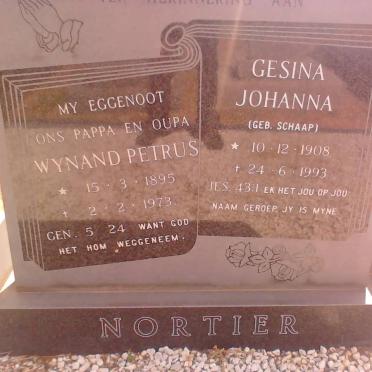 HERINNERING AAN
MY EGGENOOT
ONS PAPPA EN OUPA
WYNAND PETRUS
★ 15 · 3 · 1895
✝ 2 · 2 · 1973
GEN. 5 : 24 WANT GOD
HET HOM WEGGENEEM.
GESINA
JOHANNA
(GEB. SCHAAP)
★ 10 · 12 · 1908
✝ 24 · 6 · 1993
JES. 43:1 EK HET JOU OP JOU
NAAM GEROEP, JY IS MYNE
NORTIER